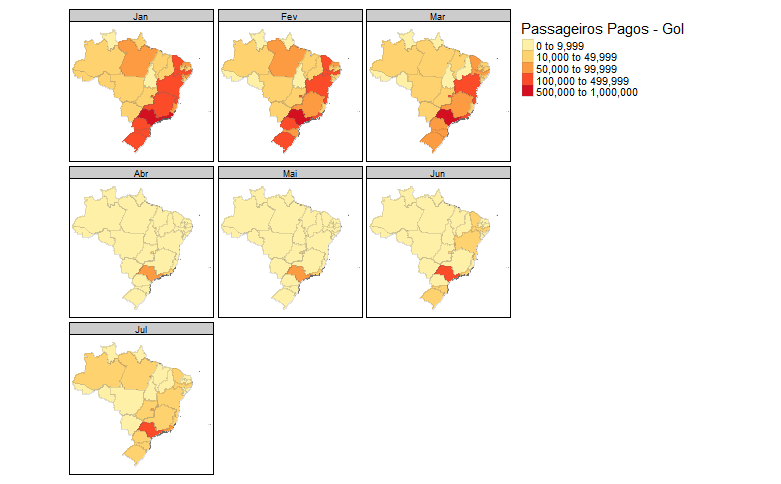 Jan
Fev
Mar
Passageiros Pagos - Gol
0 to 9,999
10,000 to 49,999
50,000 to 99,999
100,000 to 499,999
500,000 to 1,000,000
Abr
Mai
Jun
Jul